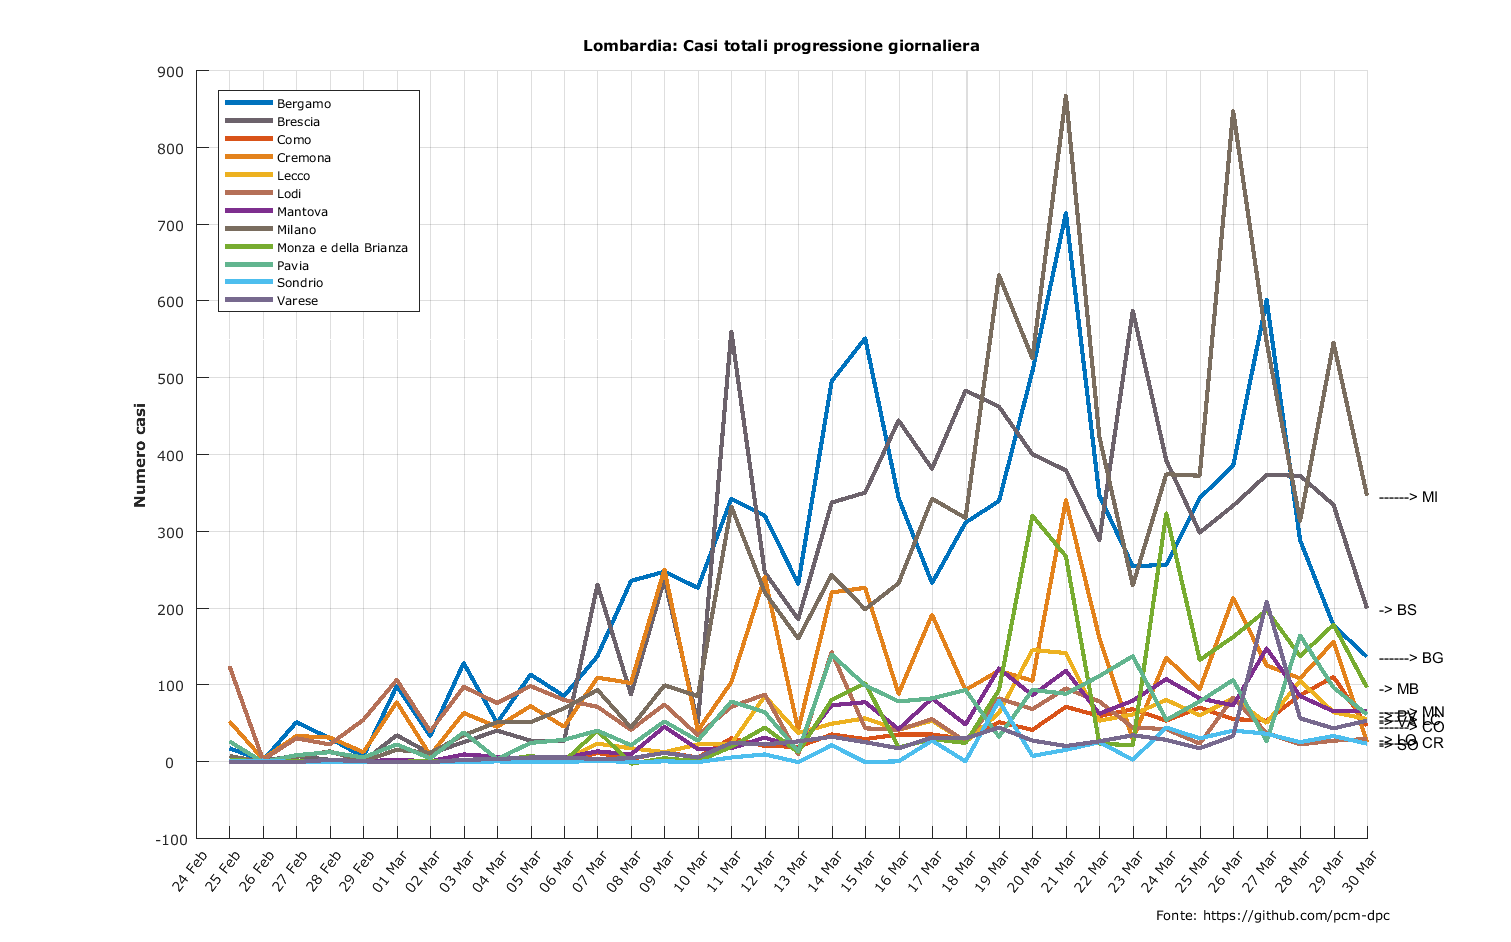 Lombardia: Casi totali progressione giornaliera
Numero casi
900
800
700
600
500
400
300
200
100
0
-100
Bergamo
Brescia
Como
Cremona
Lecco
Lodi
Mantova
Milano
Monza e della Brianza
Pavia
Sondrio
Varese
------> MI
-> BS
------> BG
-> MB
------> MN
CO
------> CR
24 Feb
25 Feb
26 Feb
27 Feb
28 Feb
29 Feb
01 Mar
02 Mar
03 Mar
04 Mar
05 Mar
06 Mar
07 Mar
08 Mar
09 Mar
10 Mar
11 Mar
12 Mar
13 Mar
14 Mar
15 Mar
16 Mar
17 Mar
18 Mar
19 Mar
20 Mar
21 Mar
22 Mar
23 Mar
24 Mar
25 Mar
26 Mar
27 Mar
28 Mar
29 Mar
30 Mar
Fonte: https://github.com/pcm-dpc